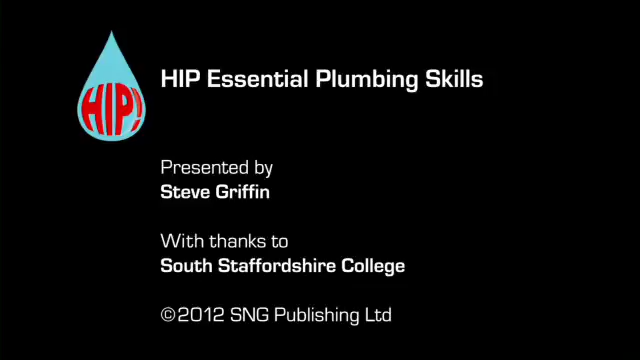 HIP!
HIP Essential Plumbing Skills
Presented by
Steve Griffin
With thanks to
South Staffordshire College
©2012 SNG Publishing Ltd